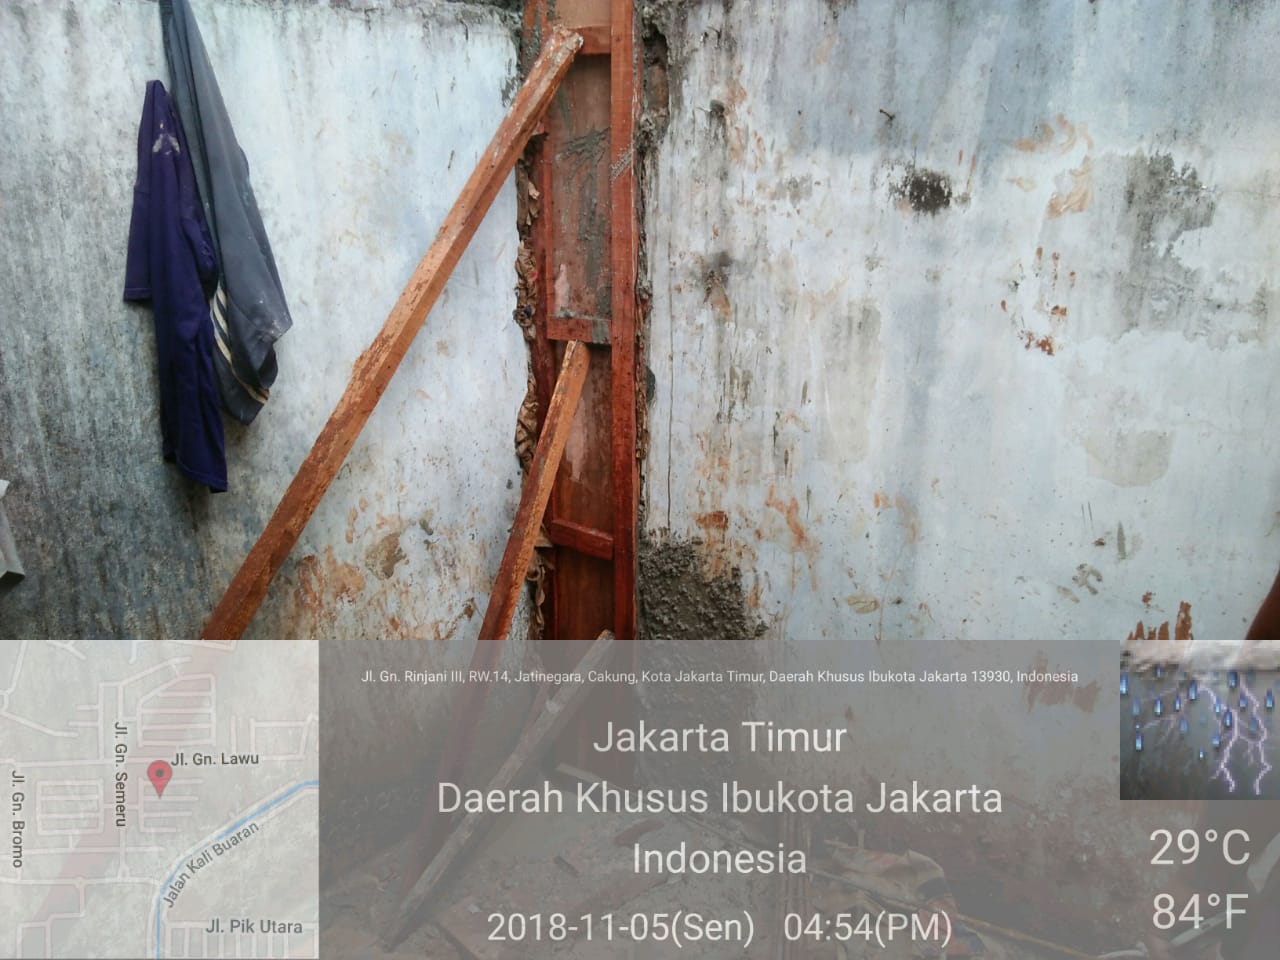 Jl. Gn. Rinjani III, RW.14, Jatinegara, Cakung, Kota Jakarta Timur, Daerah Khusus Ibukota Jakarta 13930, Indonesia
Jakarta Timur
Daerah Khusus Ibukota Jakarta
Indonesia
2018-11-05(Sen) 04:54(PM)
29°C
84°F
Jl. Gn. Lawu
Jl. Gn. Semeru
Jl. Gn. Bromo
Jalan Kali Buaran
Jl. Pik Utara